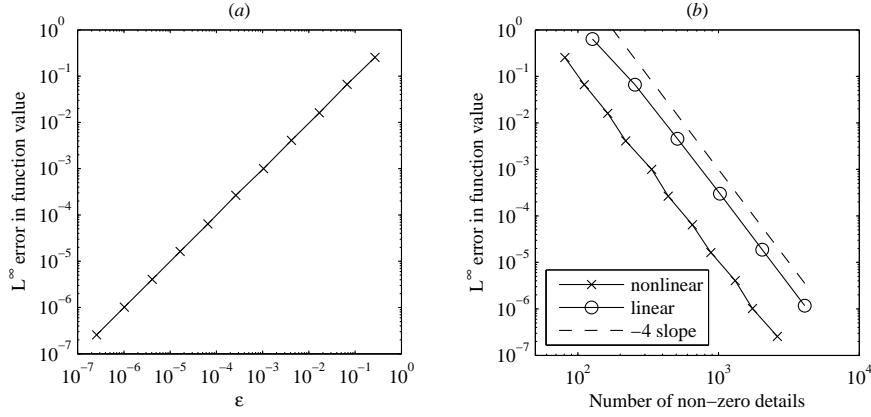 (a)
10^0
10^−1
10^−2
10^−3
10^−4
10^−5
10^−6
10^−7
L^∞ error in function value
10^−7 10^−6 10^−5 10^−4 10^−3 10^−2 10^−1 10^0
ε
(b)
10^0
10^−1
10^−2
10^−3
10^−4
10^−5
10^−6
10^−7
L^∞ error in function value
nonlinear
linear
−4 slope
10^2 10^3 10^4
Number of non−zero details